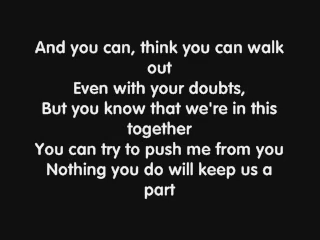 And you can, think you can walk
out
Even with your doubts,
But you know that we're in this
together
You can try to push me from you
Nothing you do will keep us a
part